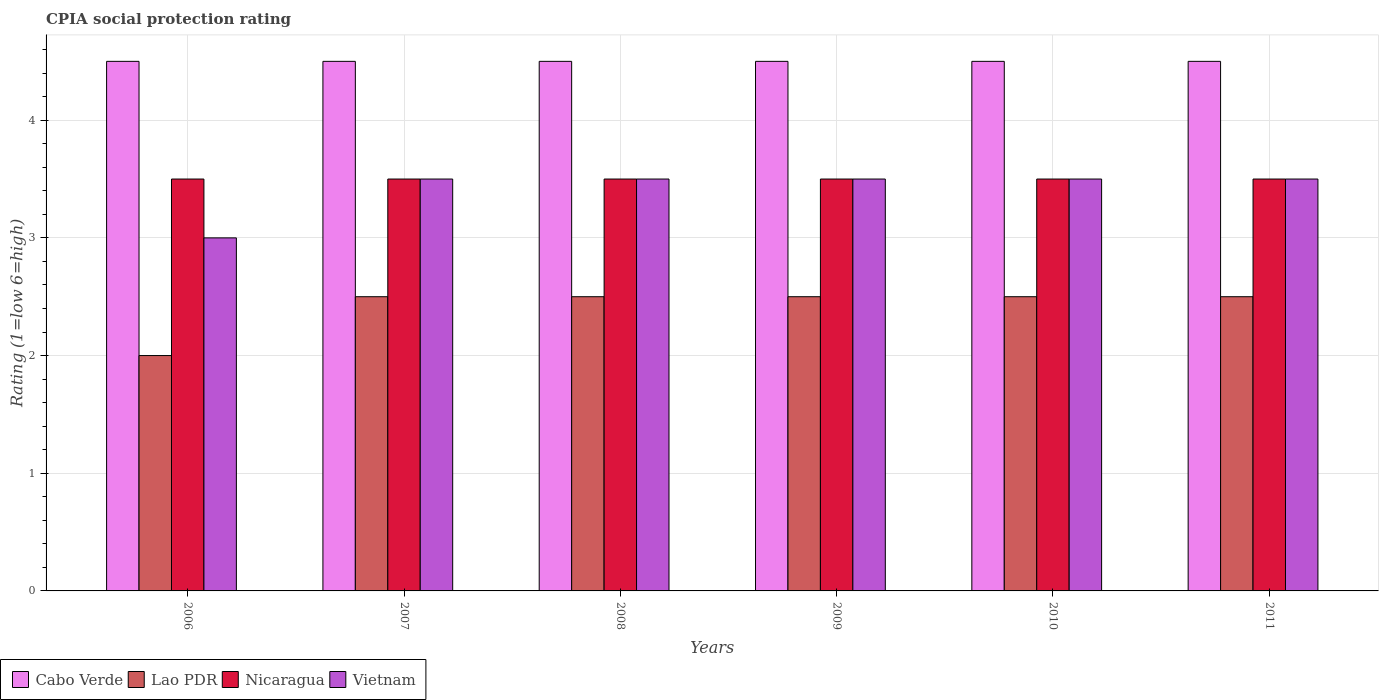 CPIA social protection rating
Rating (1=low 6=high)
4
3
2
1
0
2006
2007
2008
2009
2010
2011
Years
Cabo Verde
Lao PDR
Nicaragua
Vietnam